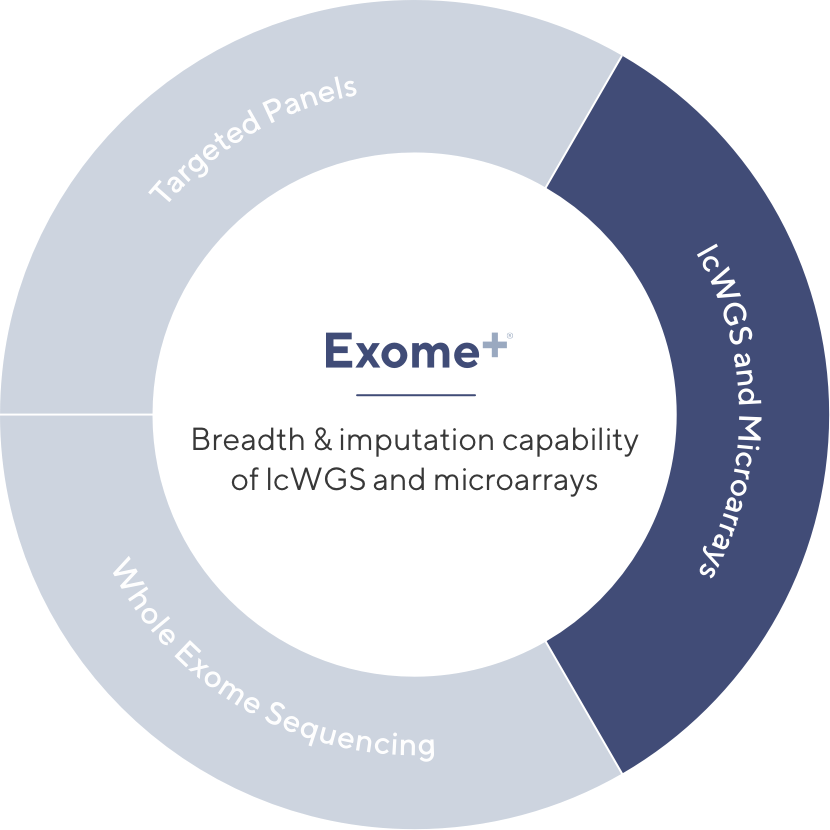 Targeted Panels
lcWGS and Microarrays
Exome+®
Breadth & imputation capability
of lcWGS and microarrays
Whole Exome Sequencing